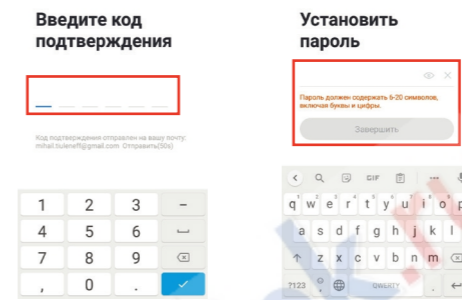 Введите код
подтверждения
Код подтверждения отправлен на вашу почту:
mihail.tiuleneff@gmail.com Отправить(50s)
1 2 3 -
4 5 6
7 8 9
, 0 .
Установить
пароль
Пароль должен содержать 6-20 символов,
включая буквы и цифры.
Завершить
GIF
q w e r t y u i o p
a s d f g h j k l
z x c v b n m
?123 QWERTY .